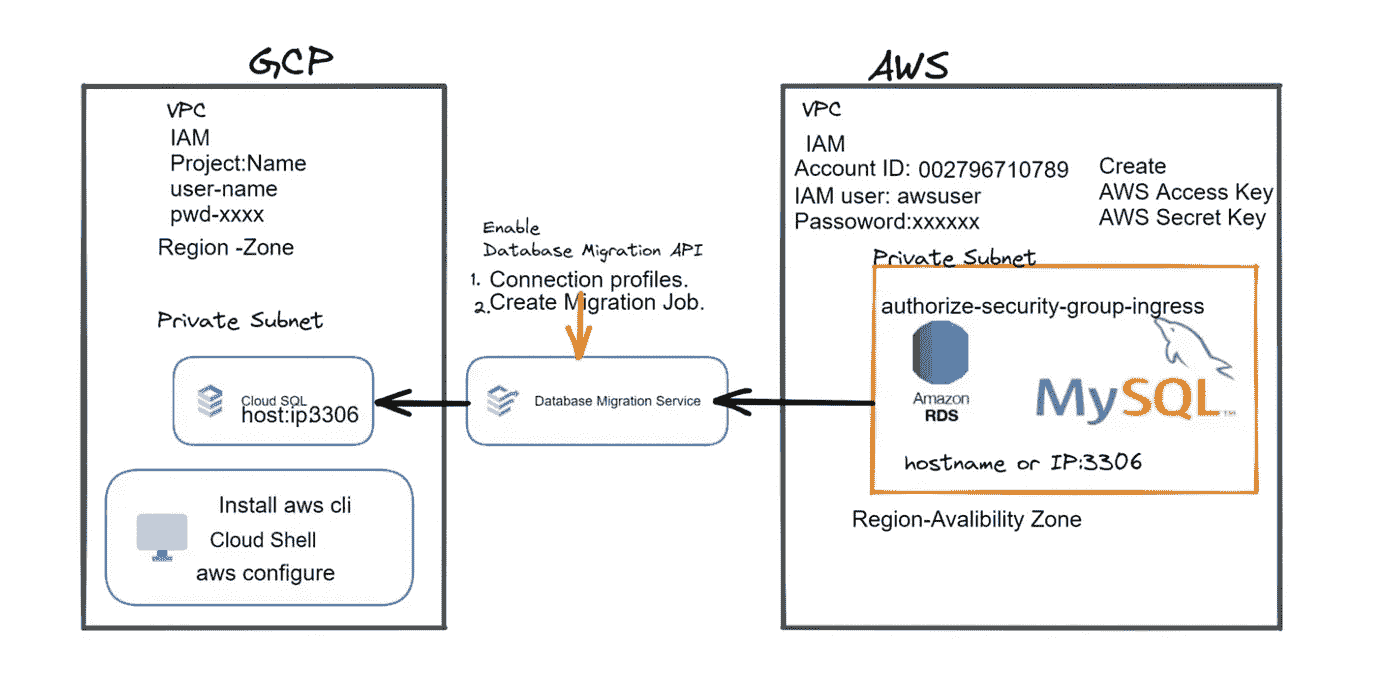 GCP
VPC
IAM
Project:Name
user-name
pwd-xxxx
Region -Zone
Private Subnet
Cloud SQL
host:ip3306
Install aws cli
Cloud Shell
aws configure
Enable
Database Migration API
1. Connection profiles.
2.Create Migration Job.
Database Migration Service
AWS
VPC
IAM
Account ID: 002796710789
IAM user: awsuser
Passoword:xxxxxx
Create
AWS Access Key
AWS Secret Key
Private Subnet
authorize-security-group-ingress
Amazon
RDS
MySQL™
hostname or IP:3306
Region-Avalibility Zone